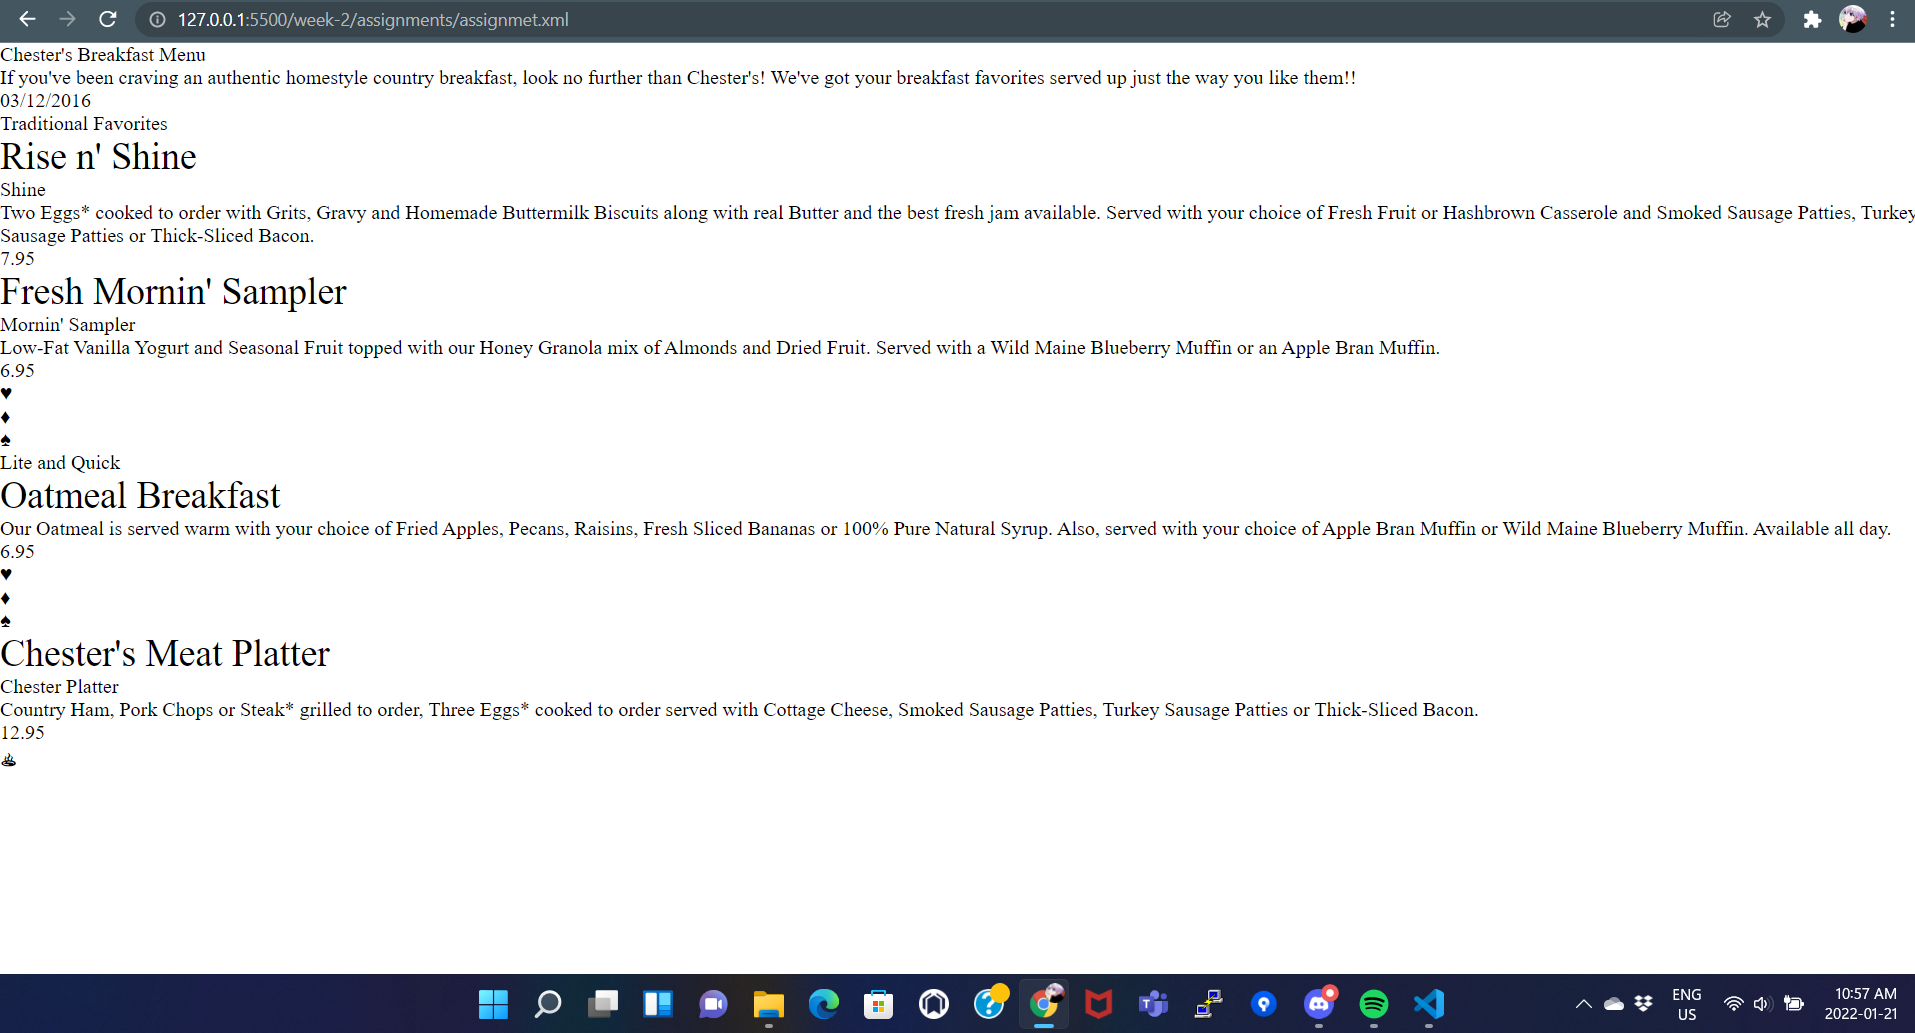 127.0.0.1:5500/week-2/assignments/assignmet.xml
Chester's Breakfast Menu
If you've been craving an authentic homestyle country breakfast, look no further than Chester's! We've got your breakfast favorites served up just the way you like them!!
03/12/2016
Traditional Favorites
Rise n' Shine
Shine
Two Eggs* cooked to order with Grits, Gravy and Homemade Buttermilk Biscuits along with real Butter and the best fresh jam available. Served with your choice of Fresh Fruit or Hashbrown Casserole and Smoked Sausage Patties, Turkey
Sausage Patties or Thick-Sliced Bacon.
7.95
Fresh Mornin' Sampler
Mornin' Sampler
Low-Fat Vanilla Yogurt and Seasonal Fruit topped with our Honey Granola mix of Almonds and Dried Fruit. Served with a Wild Maine Blueberry Muffin or an Apple Bran Muffin.
6.95
♥
♦
♠
Lite and Quick
Oatmeal Breakfast
Our Oatmeal is served warm with your choice of Fried Apples, Pecans, Raisins, Fresh Sliced Bananas or 100% Pure Natural Syrup. Also, served with your choice of Apple Bran Muffin or Wild Maine Blueberry Muffin. Available all day.
6.95
♥
♦
♠
Chester's Meat Platter
Chester Platter
Country Ham, Pork Chops or Steak* grilled to order, Three Eggs* cooked to order served with Cottage Cheese, Smoked Sausage Patties, Turkey Sausage Patties or Thick-Sliced Bacon.
12.95
♨
ENG
US
10:57 AM
2022-01-21